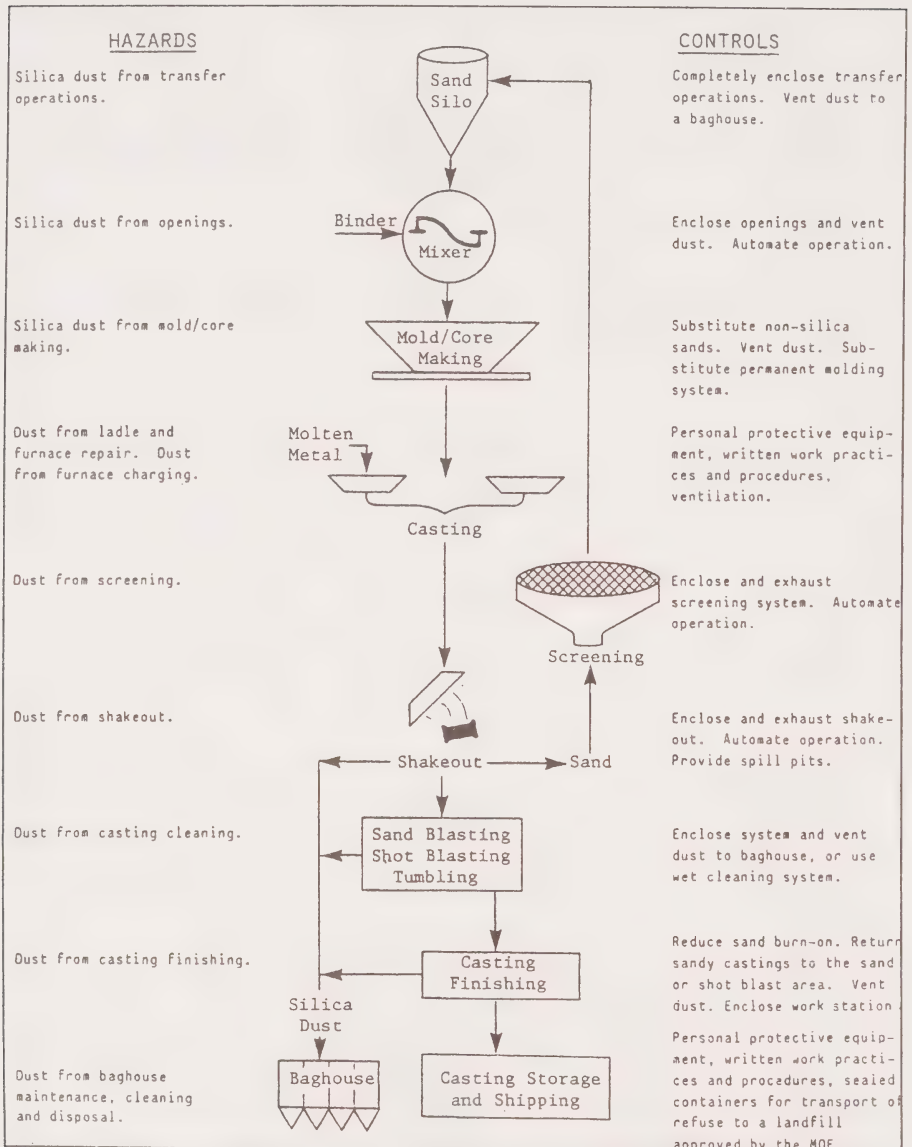 HAZARDS
CONTROLS
Silica dust from transfer
operations.
Sand
Silo
Completely enclose transfer
operations. Vent dust to
a baghouse.
Silica dust from openings.
Binder
Mixer
Enclose openings and vent
dust. Automate operation.
Silica dust from mold/core
making.
Mold/Core
Making
Substitute non-silica
sands. Vent dust. Sub-
stitute permanent molding
system.
Dust from ladle and
furnace repair. Dust
from furnace charging.
Molten
Metal
Casting
Personal protective equip-
ment, written work practi-
ces and procedures,
ventilation.
Dust from screening.
Screening
Enclose and exhaust
screening system. Automate
operation.
Dust from shakeout.
Shakeout
Sand
Enclose and exhaust shake-
out. Automate operation.
Provide spill pits.
Dust from casting cleaning.
Sand Blasting
Shot Blasting
Tumbling
Enclose system and vent
dust to baghouse, or use
wet cleaning system.
Dust from casting finishing.
Casting
Finishing
Reduce sand burn-on. Return
sandy castings to the sand
or shot blast area. Vent
dust. Enclose work station
Silica
Dust
Dust from baghouse
maintenance, cleaning
and disposal.
Baghouse
Casting Storage
and Shipping
Personal protective equip-
ment, written work practi-
ces and procedures, sealed
containers for transport of
refuse to a landfill
approved by the MOE